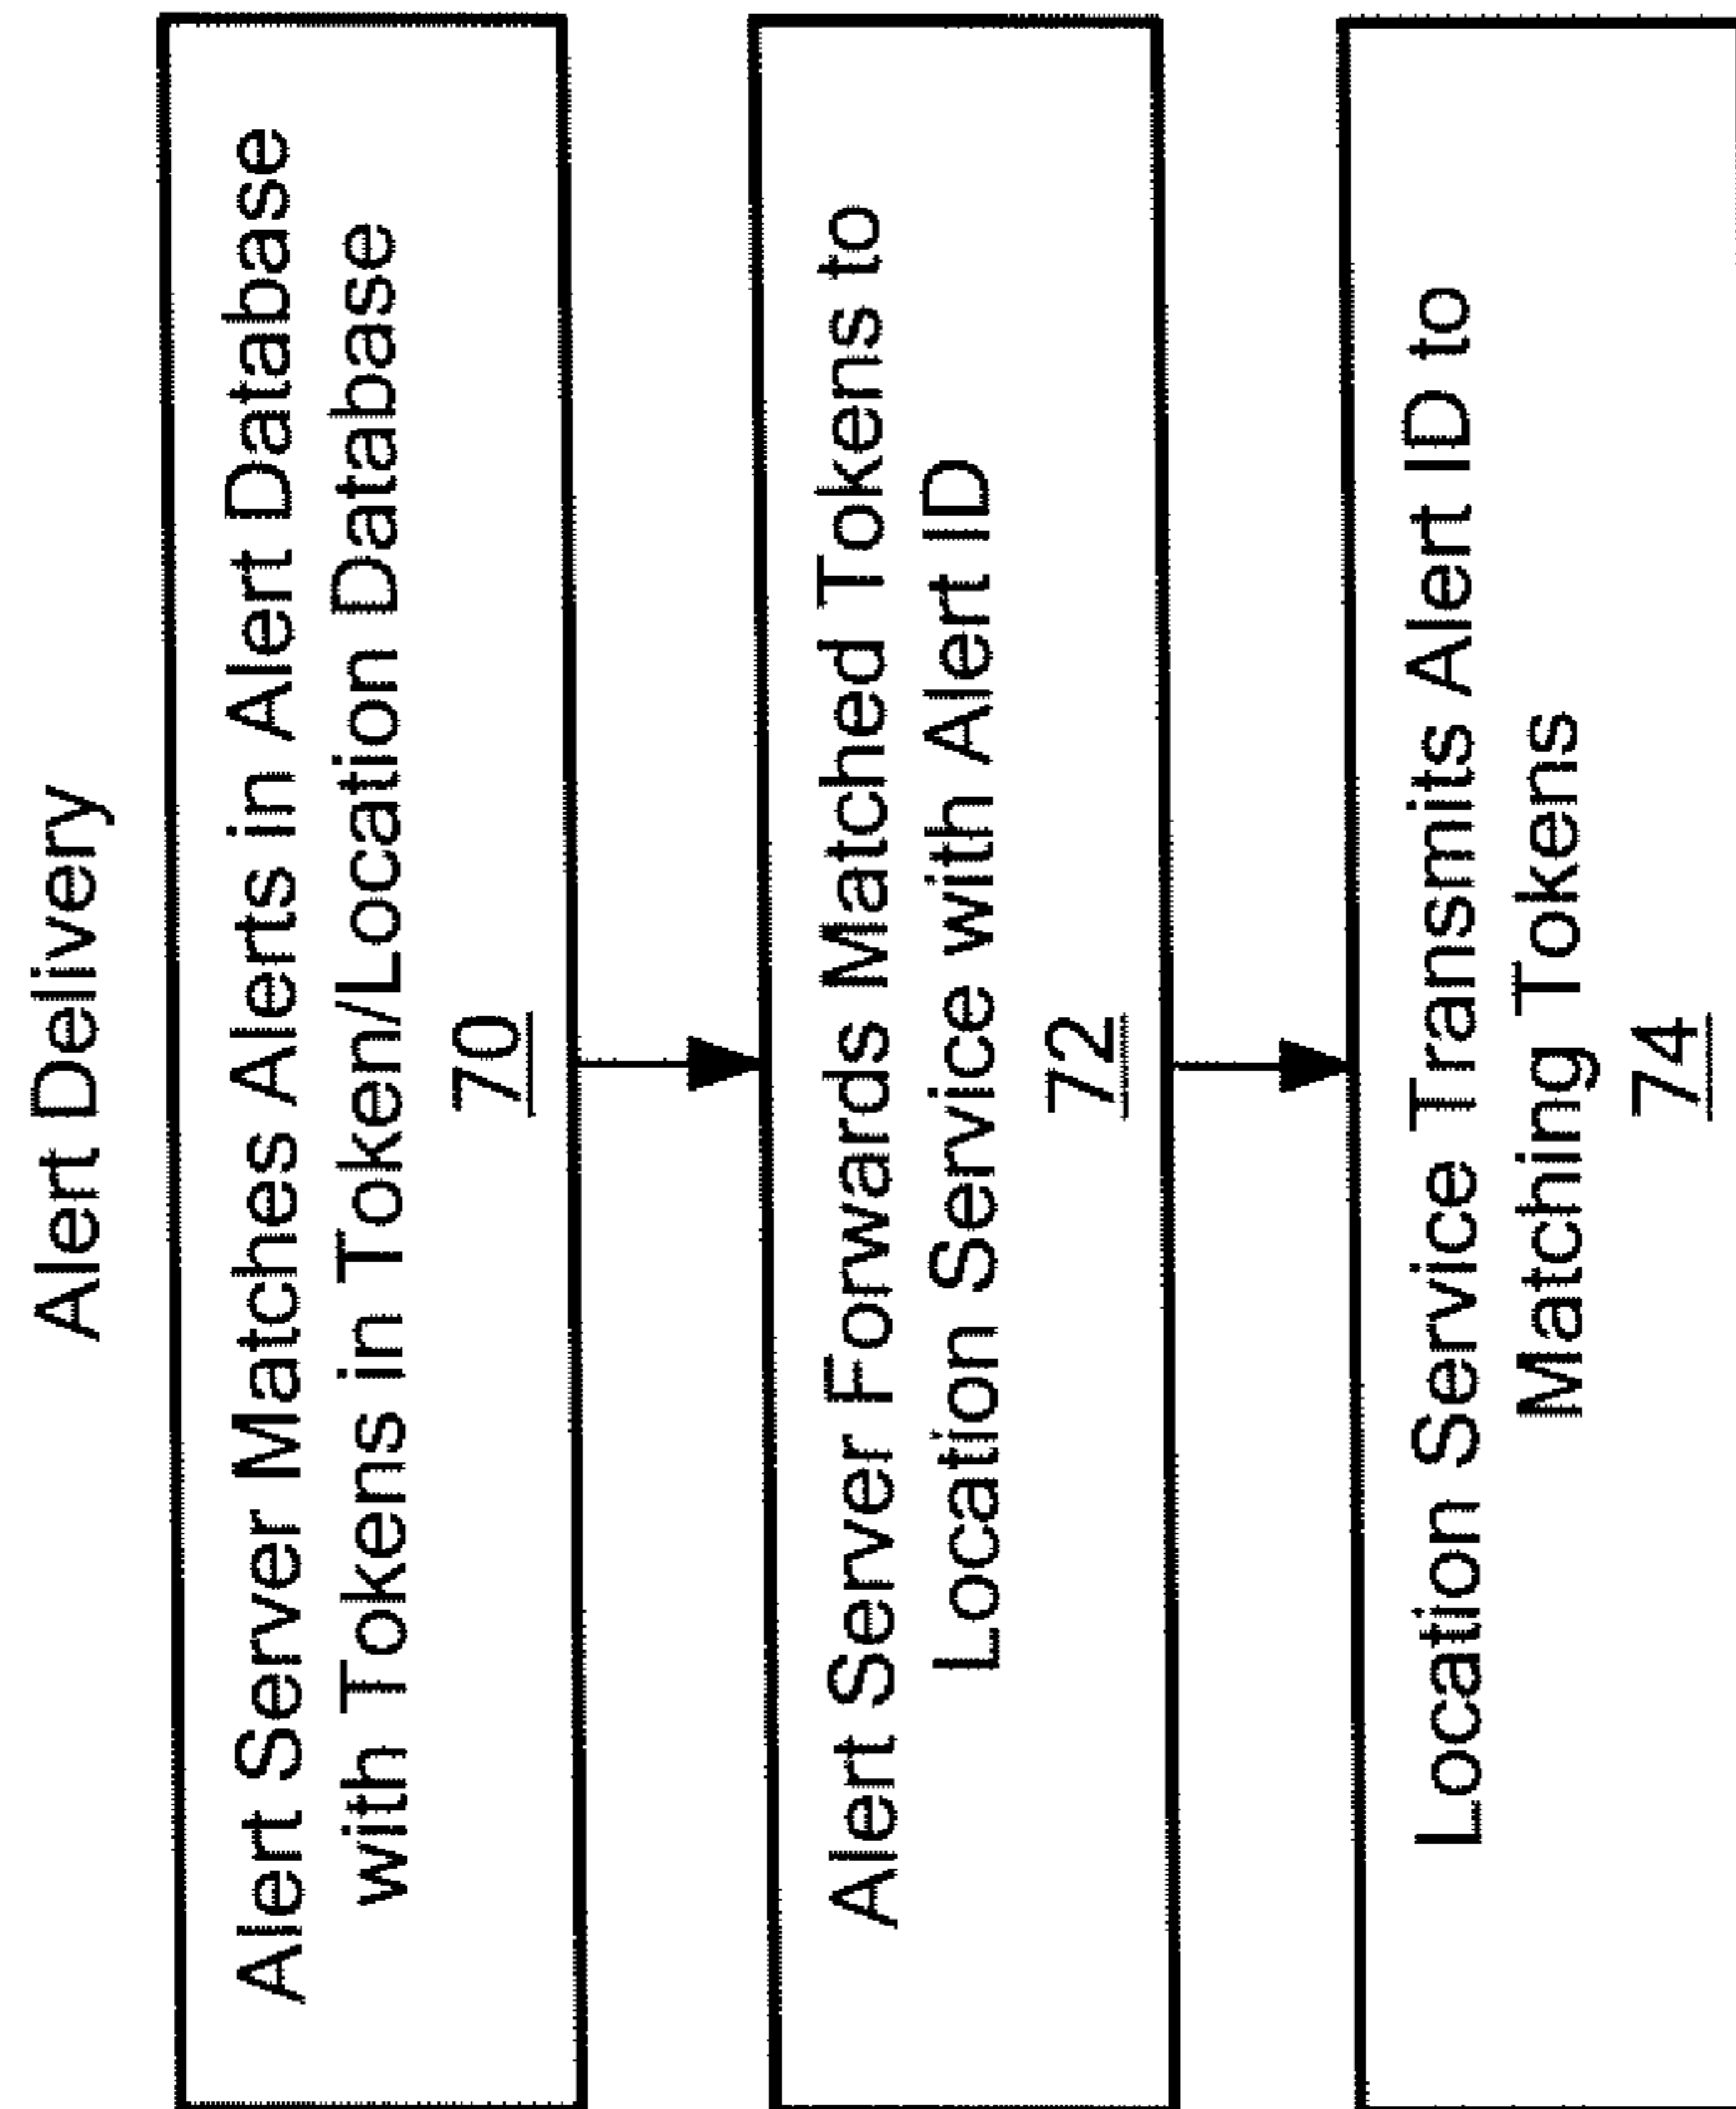 Alert Delivery
Alert Server Matches Alerts in Alert Database
with Tokens in Token/Location Database
70
Alert Server Forwards Matched Tokens to
Location Service with Alert ID
72
Location Service Transmits Alert ID to
Matching Tokens
74